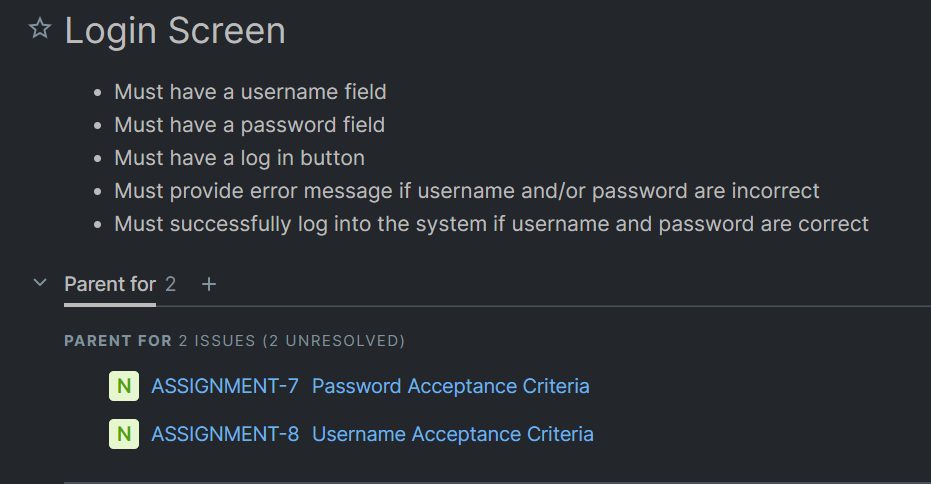 Login Screen
Must have a username field
Must have a password field
Must have a log in button
Must provide error message if username and/or password are incorrect
Must successfully log into the system if username and password are correct
Parent for 2 +
PARENT FOR 2 ISSUES (2 UNRESOLVED)
N ASSIGNMENT-7 Password Acceptance Criteria
N ASSIGNMENT-8 Username Acceptance Criteria